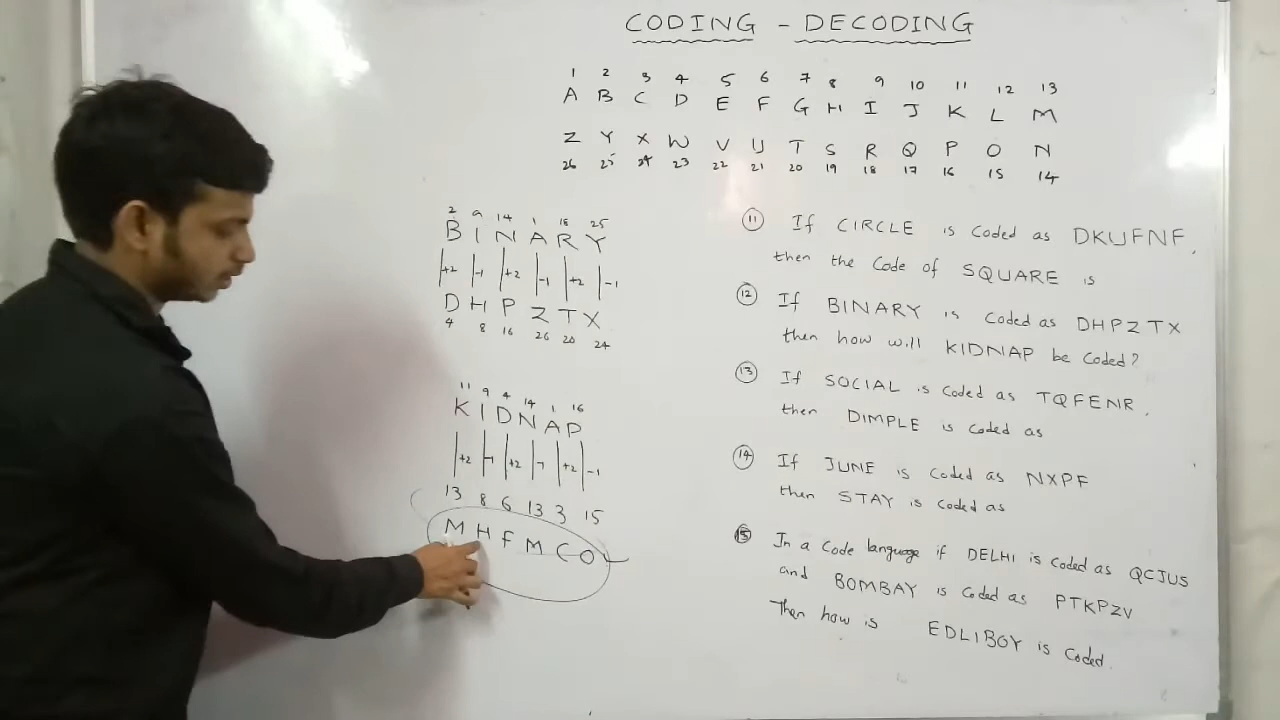 CODING - DECODING
1 2 3 4 5 6 7 8 9 10 11 12 13
A B C D E F G H I J K L M
Z Y X W V U T S R Q P O N
26 25 24 23 22 21 20 19 18 17 16 15 14
2 9 14 1 18 25
B I N A R Y
+2 -1 +2 -1 +2 -1
D H P Z T X
4 8 16 26 20 24
11 9 4 14 1 16
K I D N A P
+2 -1 +2 -1 +2 -1
13 8 6 13 3 15
M H F M C O
11 If CIRCLE is coded as DKUFNF,
then the code of SQUARE is
12 If BINARY is coded as DHPZTX
then how will KIDNAP be coded?
13 If SOCIAL is coded as TQFENR,
then DIMPLE is coded as
14 If JUNE is coded as NXPF
then STAY is coded as
15 In a code language if DELHI is coded as QCJUS
and BOMBAY is coded as PTKPZV
Then how is EDLIBOY is coded.